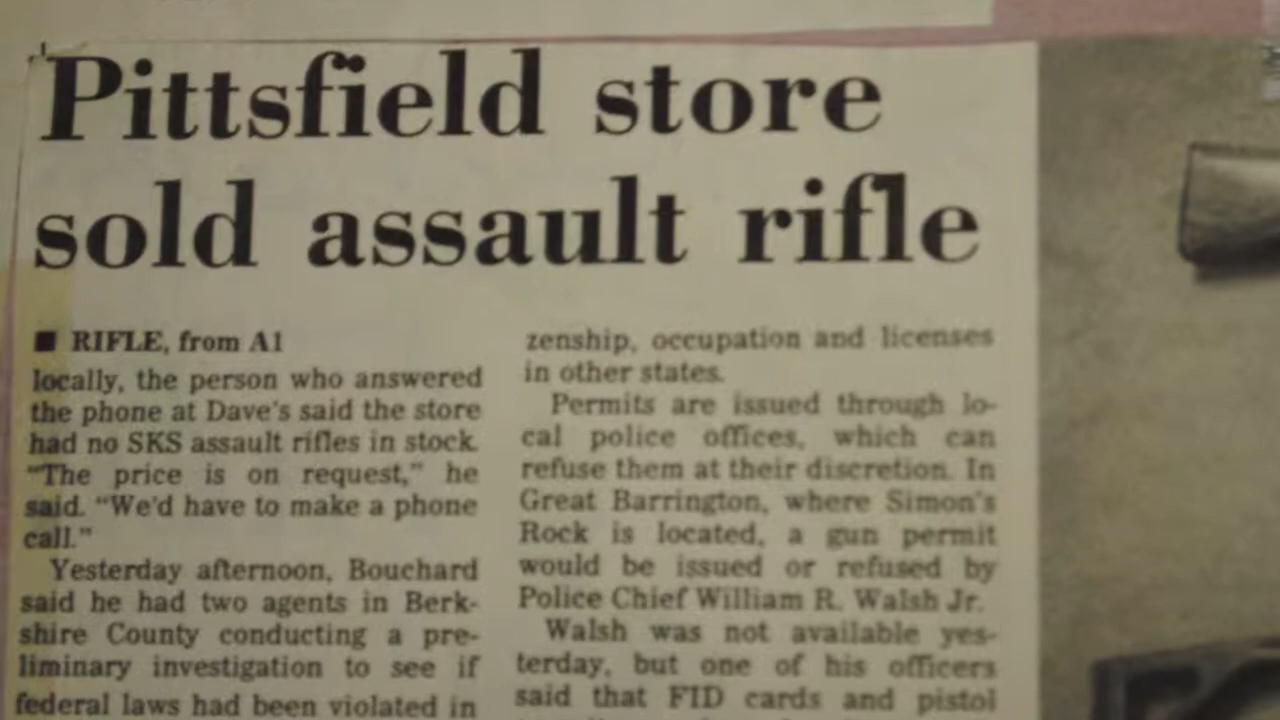 Pittsfield store
sold assault rifle
■ RIFLE, from A1
locally, the person who answered
the phone at Dave's said the store
had no SKS assault rifles in stock.
"The price is on request," he
said. "We'd have to make a phone
call."
Yesterday afternoon, Bouchard
said he had two agents in Berk-
shire County conducting a pre-
liminary investigation to see if
federal laws had been violated in
zenship, occupation and licenses
in other states.
Permits are issued through lo-
cal police offices, which can
refuse them at their discretion. In
Great Barrington, where Simon's
Rock is located, a gun permit
would be issued or refused by
Police Chief William R. Walsh Jr.
Walsh was not available yes-
terday, but one of his officers
said that FID cards and pistol